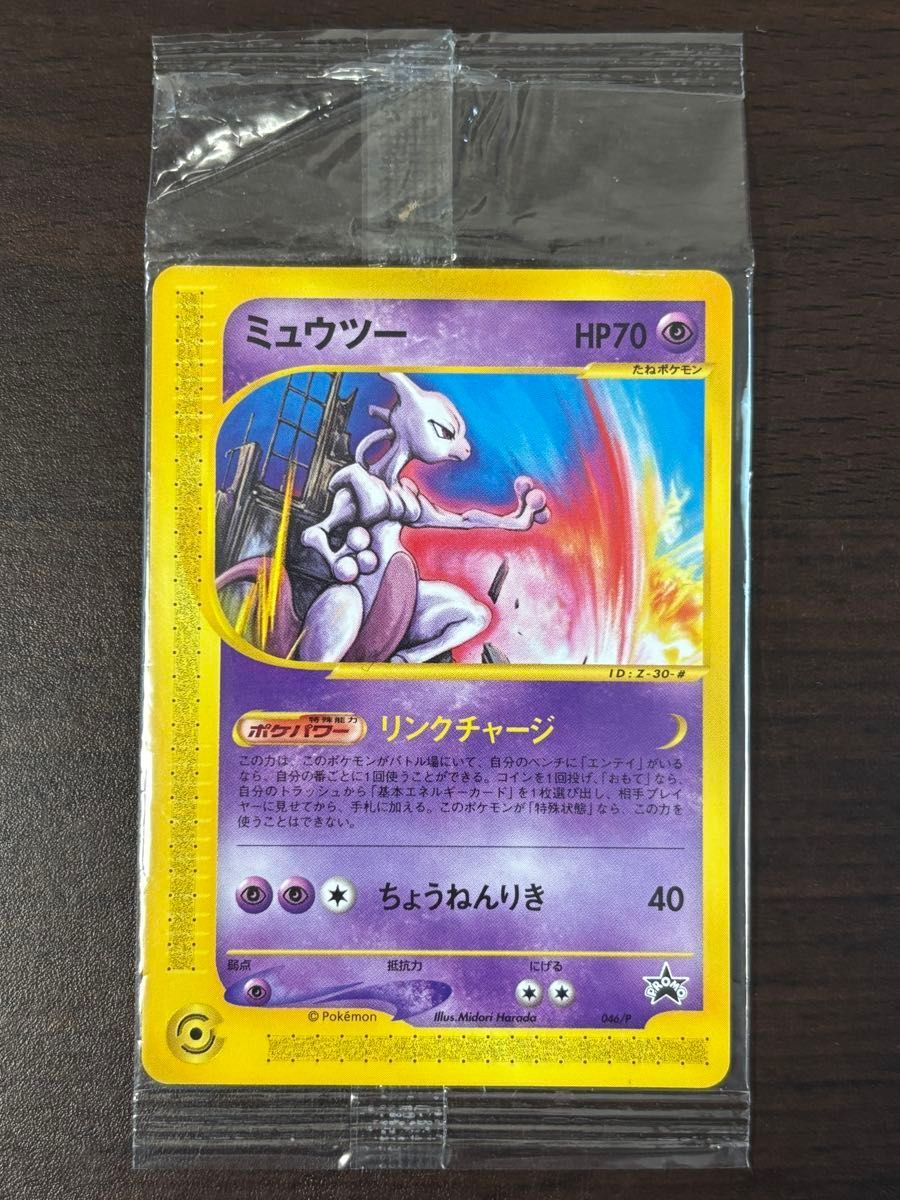 ミュウツー
HP70
たねポケモン
ID:Z-30-#
特殊能力
ポケパワー
リンクチャージ
この力は、このポケモンがバトル場にいて、自分のベンチに「エンテイ」がいる
なら、自分の番ごとに1回使うことができる。コインを1回投げ、「おもて」なら、
自分のトラッシュから「基本エネルギーカード」を1枚選び出し、相手プレイ
ヤーに見せてから、手札に加える。このポケモンが「特殊状態」なら、この力を
使うことはできない。
ちょうねんりき
40
弱点
抵抗力
にげる
PROMO
© Pokémon
Illus.Midori Harada
046/P